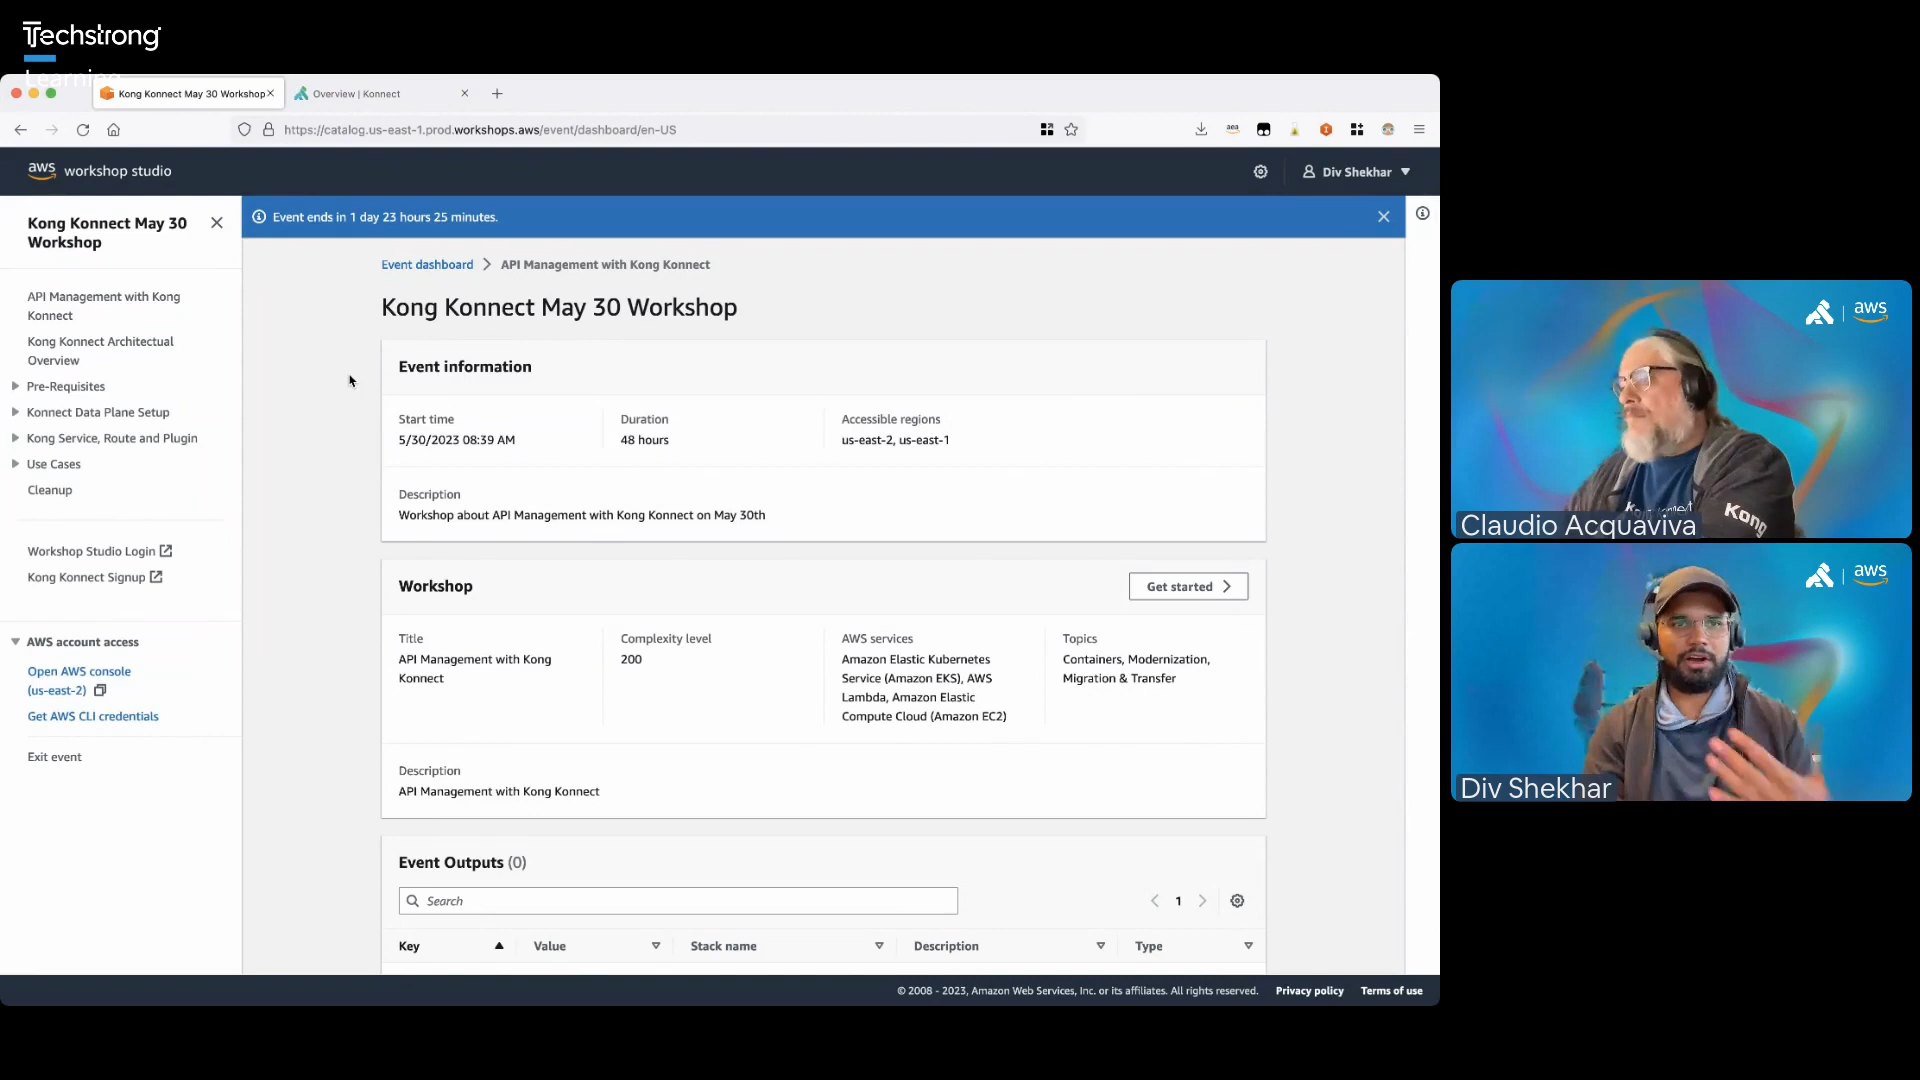 Techstrong
Learning
Kong Konnect May 30 Workshop
Overview | Konnect
https://catalog.us-east-1.prod.workshops.aws/event/dashboard/en-US
aws workshop studio
Div Shekhar
Kong Konnect May 30
Workshop
API Management with Kong
Konnect
Kong Konnect Architectual
Overview
Pre-Requisites
Konnect Data Plane Setup
Kong Service, Route and Plugin
Use Cases
Cleanup
Workshop Studio Login
Kong Konnect Signup
AWS account access
Open AWS console
(us-east-2)
Get AWS CLI credentials
Exit event
Event ends in 1 day 23 hours 25 minutes.
Event dashboard > API Management with Kong Konnect
Kong Konnect May 30 Workshop
Event information
Start time
5/30/2023 08:39 AM
Duration
48 hours
Accessible regions
us-east-2, us-east-1
Description
Workshop about API Management with Kong Konnect on May 30th
Workshop
Get started
Title
API Management with Kong
Konnect
Complexity level
200
AWS services
Amazon Elastic Kubernetes
Service (Amazon EKS), AWS
Lambda, Amazon Elastic
Compute Cloud (Amazon EC2)
Topics
Containers, Modernization,
Migration & Transfer
Description
API Management with Kong Konnect
Event Outputs (0)
Search
1
Key Value Stack name Description Type
© 2008 - 2023, Amazon Web Services, Inc. or its affiliates. All rights reserved. Privacy policy Terms of use
aws
Kong
Claudio Acquaviva
aws
Div Shekhar